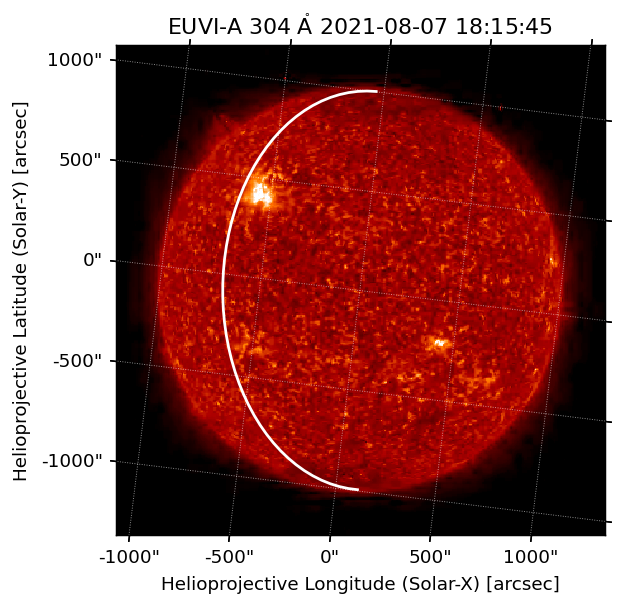 EUVI-A 304 Å 2021-08-07 18:15:45
1000"
500"
0"
-500"
-1000"
Helioprojective Latitude (Solar-Y) [arcsec]
-1000" -500" 0" 500" 1000"
Helioprojective Longitude (Solar-X) [arcsec]